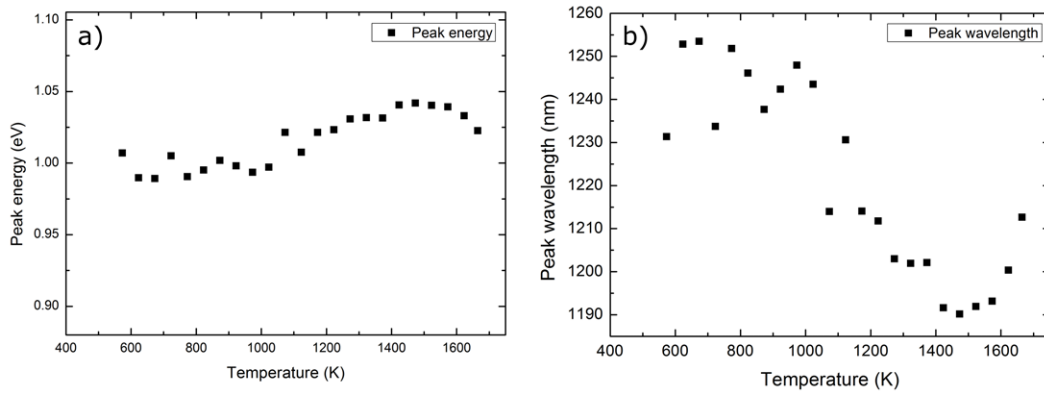 a)
Peak energy
1.10
1.05
1.00
0.95
0.90
Peak energy (eV)
400 600 800 1000 1200 1400 1600
Temperature (K)
b)
Peak wavelength
1260
1250
1240
1230
1220
1210
1200
1190
Peak wavelength (nm)
400 600 800 1000 1200 1400 1600
Temperature (K)